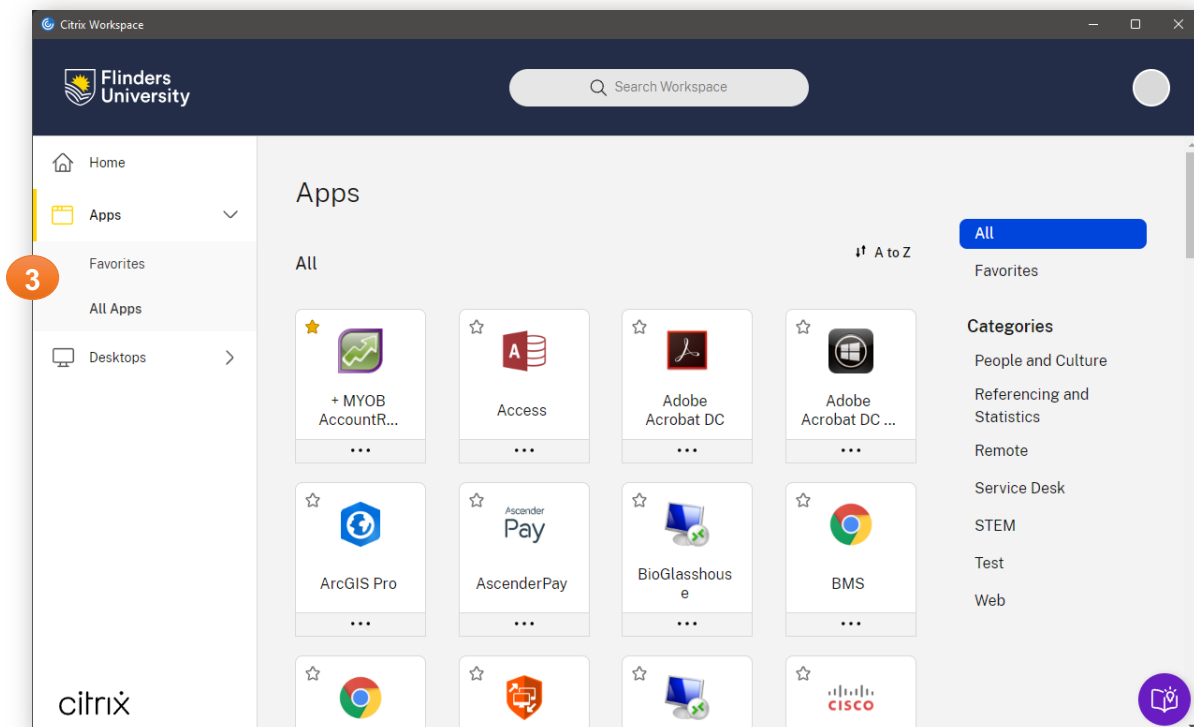 Citrix Workspace
Flinders
University
Search Workspace
Home
Apps
Favorites
All Apps
Desktops
3
citrix
Apps
All
A to Z
+ MYOB
AccountR...
Access
Adobe
Acrobat DC
Adobe
Acrobat DC ...
ArcGIS Pro
Ascender
Pay
AscenderPay
BioGlasshous
e
BMS
CISCO
All
Favorites
Categories
People and Culture
Referencing and
Statistics
Remote
Service Desk
STEM
Test
Web